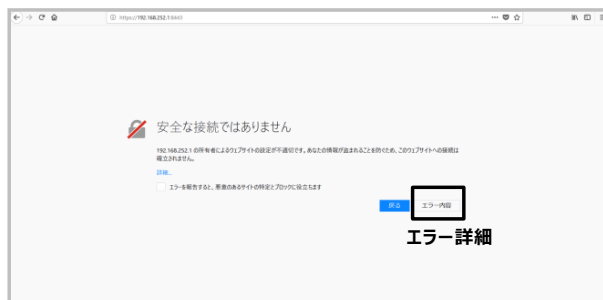 https://192.168.252.1:8443
安全な接続ではありません
192.168.252.1 の所有者によるウェブサイトの設定が不適切です。あなたの情報が盗まれることを防ぐため、このウェブサイトへの接続は
確立されません。
詳細...
エラーを報告すると、悪意のあるサイトの特定とブロックに役立ちます
戻る
エラー内容
エラー詳細